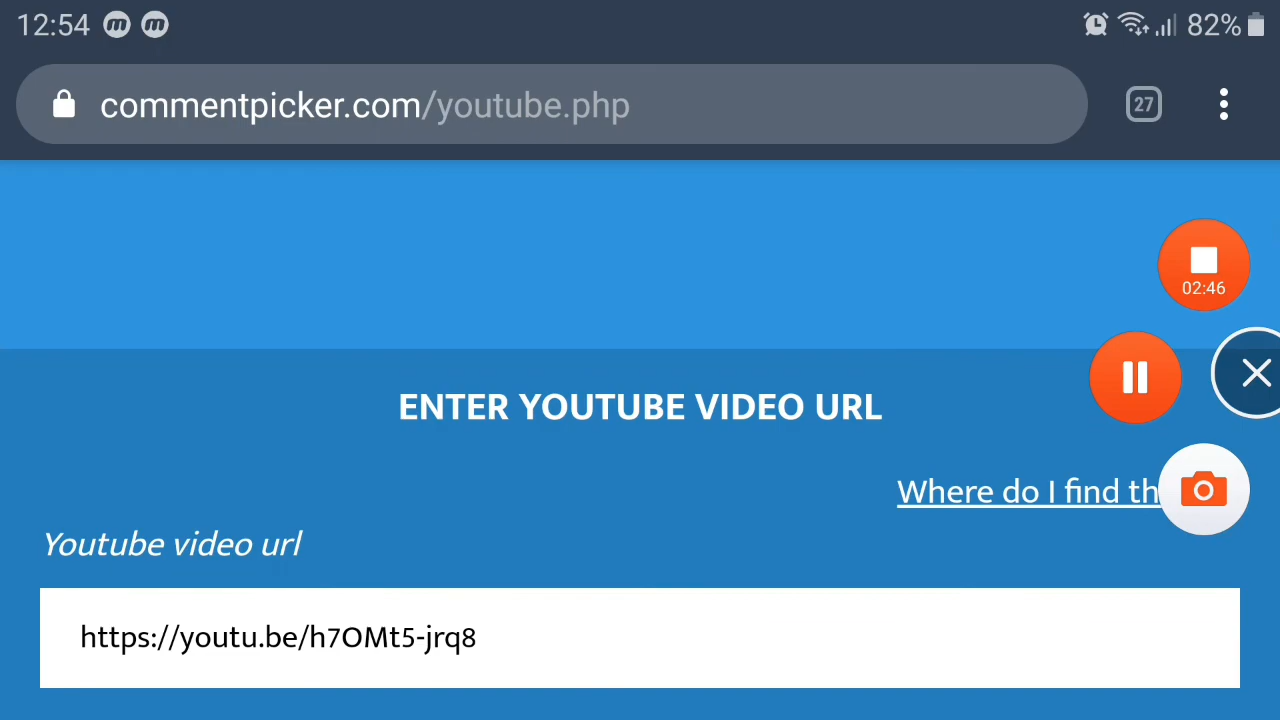 12:54 82%
commentpicker.com/youtube.php 27
02:46
ENTER YOUTUBE VIDEO URL
Where do I find th
Youtube video url
https://youtu.be/h7OMt5-jrq8